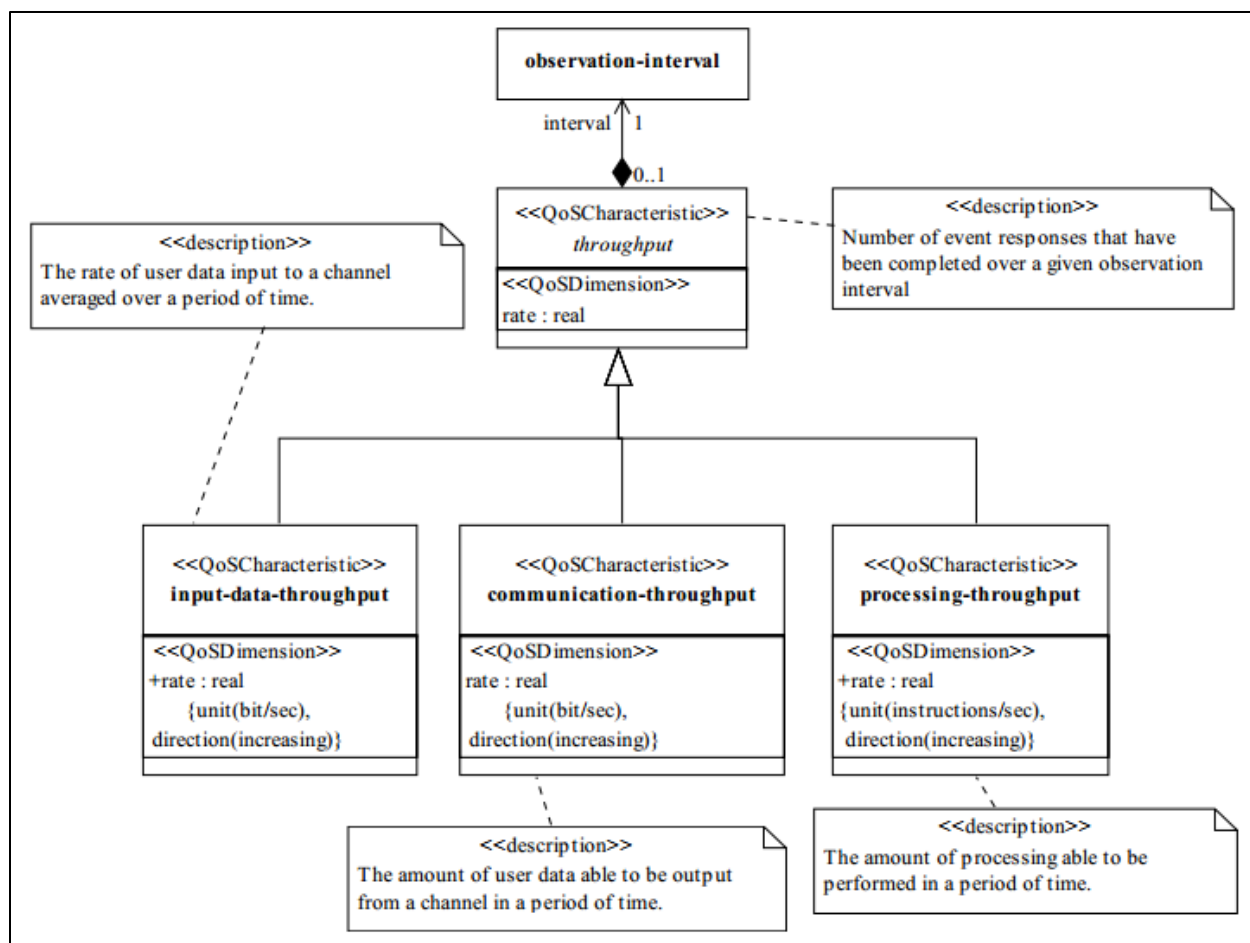 observation-interval
interval 1
0..1
<<QoSCharacteristic>>
throughput
<<QoSDimension>>
rate : real
<<description>>
Number of event responses that have
been completed over a given observation
interval
<<description>>
The rate of user data input to a channel
averaged over a period of time.
<<QoSCharacteristic>>
input-data-throughput
<<QoSDimension>>
+rate : real
{unit(bit/sec),
direction(increasing)}
<<QoSCharacteristic>>
communication-throughput
<<QoSDimension>>
rate : real
{unit(bit/sec),
direction(increasing)}
<<QoSCharacteristic>>
processing-throughput
<<QoSDimension>>
+rate : real
{unit(instructions/sec),
direction(increasing)}
<<description>>
The amount of user data able to be output
from a channel in a period of time.
<<description>>
The amount of processing able to be
performed in a period of time.